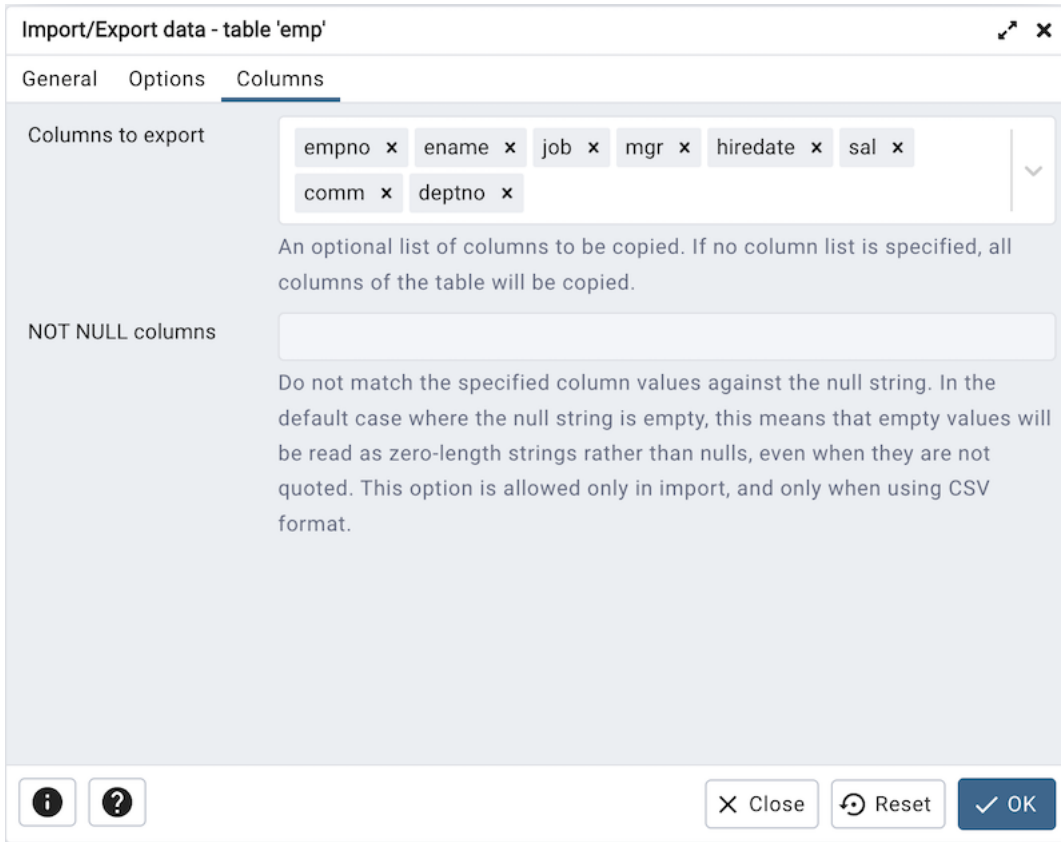 Import/Export data - table 'emp'
General Options Columns
Columns to export
empno × ename × job × mgr × hiredate × sal ×
comm × deptno ×
An optional list of columns to be copied. If no column list is specified, all
columns of the table will be copied.
NOT NULL columns
Do not match the specified column values against the null string. In the
default case where the null string is empty, this means that empty values will
be read as zero-length strings rather than nulls, even when they are not
quoted. This option is allowed only in import, and only when using CSV
format.
Close Reset OK